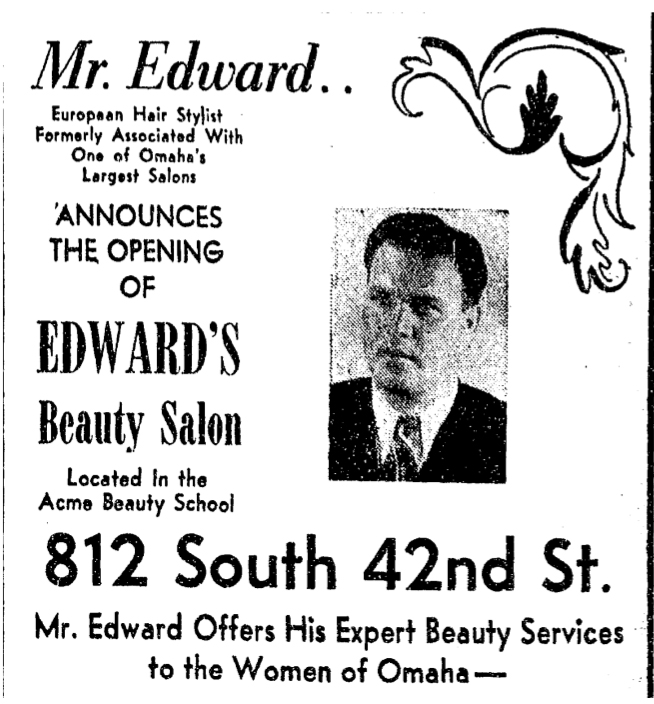 Mr. Edward..
European Hair Stylist
Formerly Associated With
One of Omaha's
Largest Salons
'ANNOUNCES
THE OPENING
OF
EDWARD'S
Beauty Salon
Located In the
Acme Beauty School
812 South 42nd St.
Mr. Edward Offers His Expert Beauty Services
to the Women of Omaha—